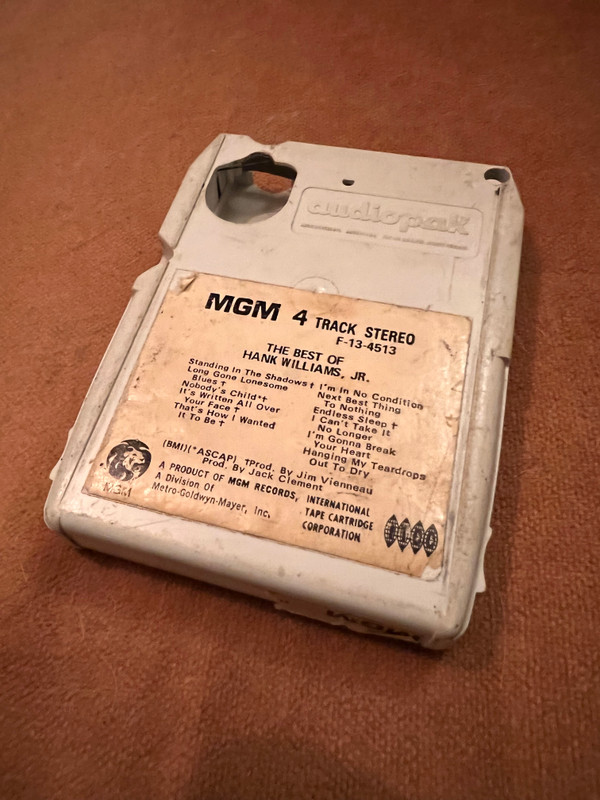 audiopak
MGM 4 TRACK STEREO
F-13-4513
THE BEST OF
HANK WILLIAMS, JR.
Standing In The Shadows †
Long Gone Lonesome
Blues †
Nobody's Child*†
It's Written All Over
Your Face †
That's How I Wanted
It To Be †
I'm In No Condition
Next Best Thing
To Nothing
Endless Sleep †
I Can't Take It
No Longer
I'm Gonna Break
Your Heart
Hanging My Teardrops
Out To Dry
(BMI)(*ASCAP) †Prod. By Jim Vienneau
Prod. By Jack Clement
A PRODUCT OF MGM RECORDS,
A Division Of
Metro-Goldwyn-Mayer, Inc.
MGM
INTERNATIONAL
TAPE CARTRIDGE
CORPORATION